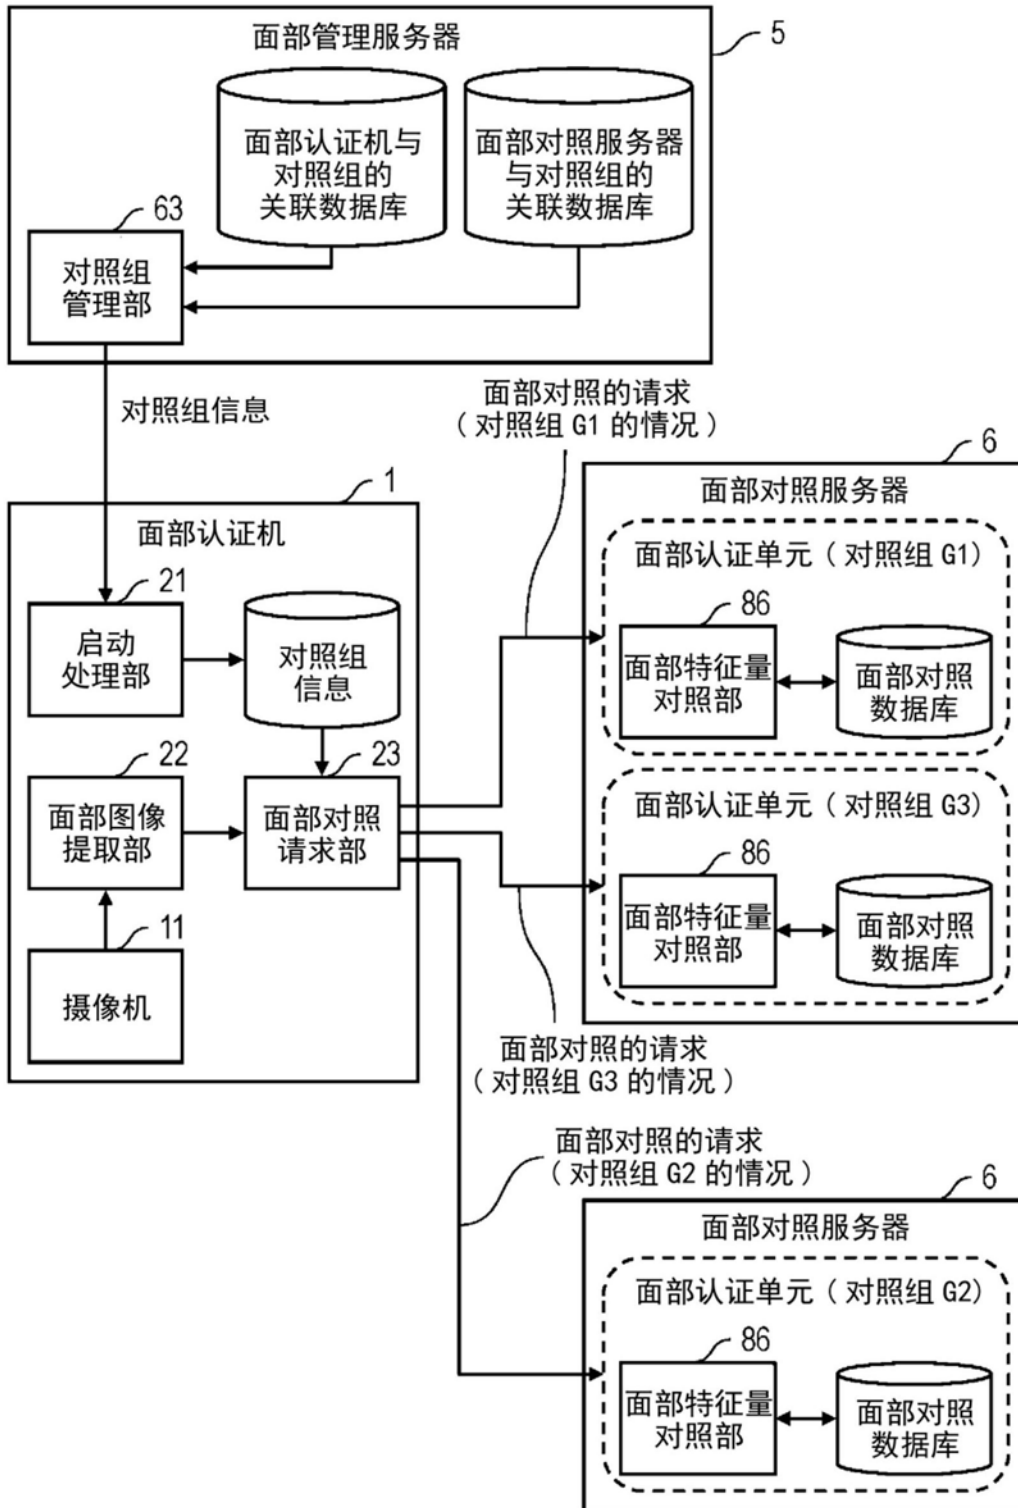 面部管理服务器
5
面部认证机与
对照组的
关联数据库
面部对照服务器
与对照组的
关联数据库
63
对照组
管理部
对照组信息
面部对照的请求
（对照组 G1 的情况）
1
面部认证机
21
启动
处理部
对照组
信息
22
面部图像
提取部
23
面部对照
请求部
11
摄像机
6
面部对照服务器
面部认证单元（对照组 G1）
86
面部特征量
对照部
面部对照
数据库
面部认证单元（对照组 G3）
86
面部特征量
对照部
面部对照
数据库
面部对照的请求
（对照组 G3 的情况）
面部对照的请求
（对照组 G2 的情况）
6
面部对照服务器
面部认证单元（对照组 G2）
86
面部特征量
对照部
面部对照
数据库